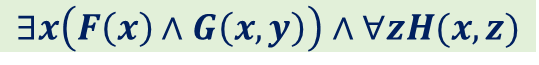 ∃x(F(x) ∧ G(x, y)) ∧ ∀zH(x, z)